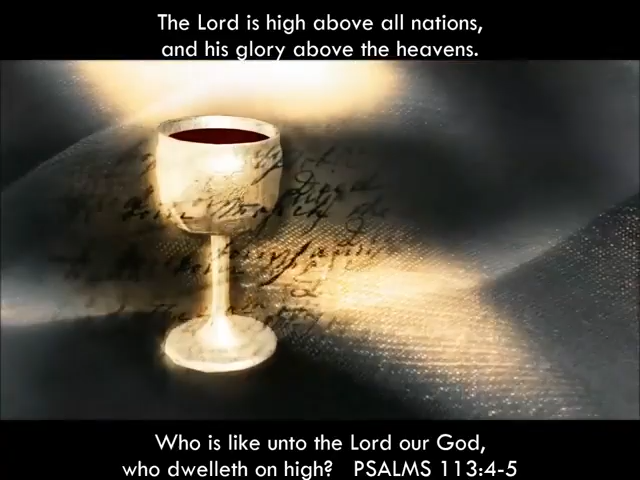 The Lord is high above all nations,
and his glory above the heavens.
Who is like unto the Lord our God,
who dwelleth on high? PSALMS 113:4-5